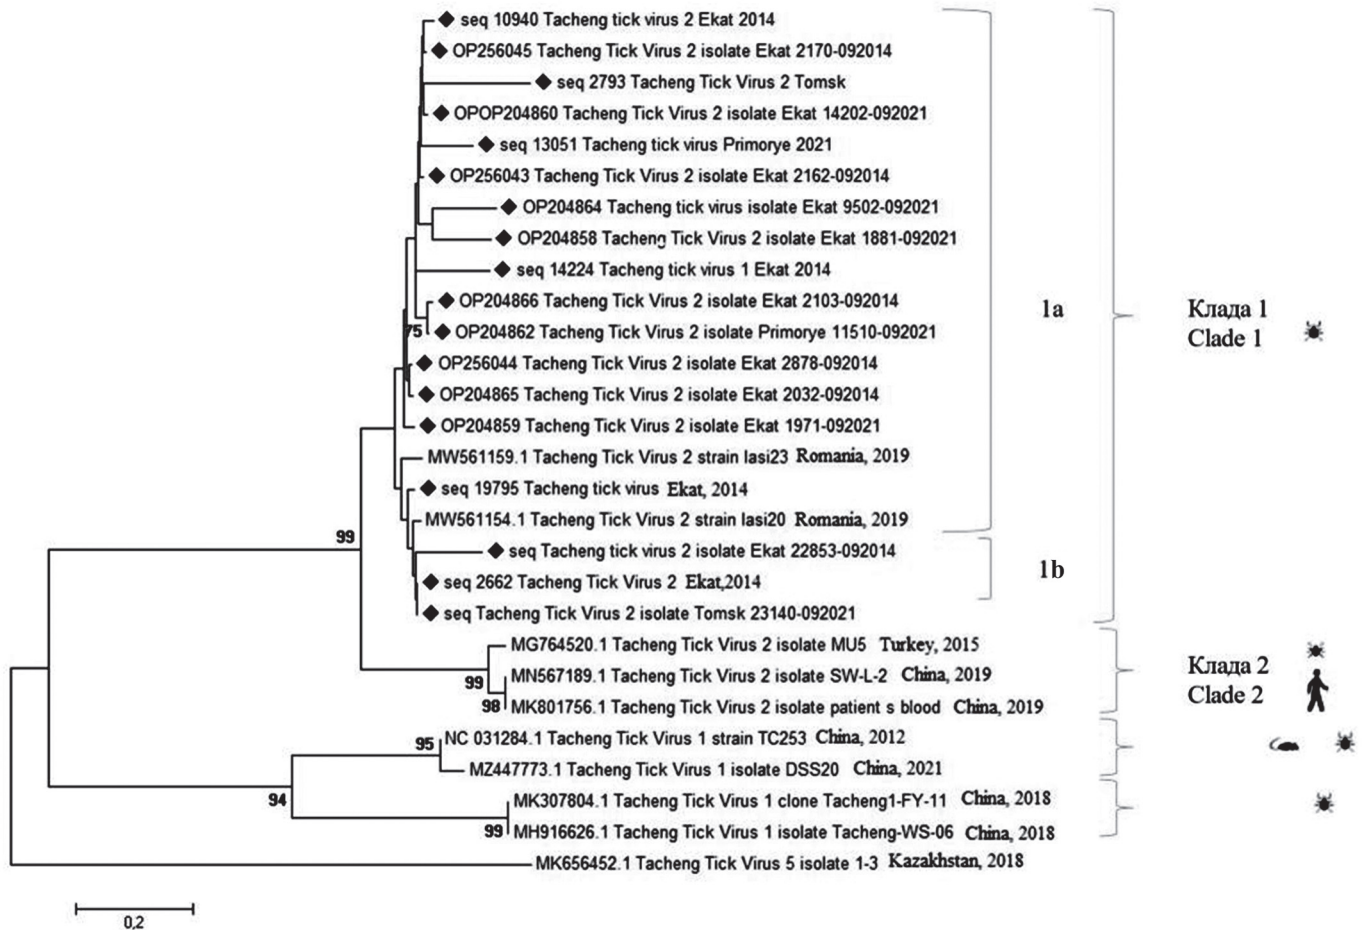 seq 10940 Tacheng tick virus 2 Ekat 2014
OP256045 Tacheng Tick Virus 2 isolate Ekat 2170-092014
seq 2793 Tacheng Tick Virus 2 Tomsk
OPOP204860 Tacheng Tick Virus 2 isolate Ekat 14202-092021
seq 13051 Tacheng tick virus Primorye 2021
OP256043 Tacheng Tick Virus 2 isolate Ekat 2162-092014
OP204864 Tacheng tick virus isolate Ekat 9502-092021
OP204858 Tacheng Tick Virus 2 isolate Ekat 1881-092021
seq 14224 Tacheng tick virus 1 Ekat 2014
OP204866 Tacheng Tick Virus 2 isolate Ekat 2103-092014
1a
Клада 1
Clade 1
75
OP204862 Tacheng Tick Virus 2 isolate Primorye 11510-092021
OP256044 Tacheng Tick Virus 2 isolate Ekat 2878-092014
OP204865 Tacheng Tick Virus 2 isolate Ekat 2032-092014
OP204859 Tacheng Tick Virus 2 isolate Ekat 1971-092021
MW561159.1 Tacheng Tick Virus 2 strain Iasi23 Romania, 2019
seq 19795 Tacheng tick virus Ekat, 2014
MW561154.1 Tacheng Tick Virus 2 strain Iasi20 Romania, 2019
99
seq Tacheng tick virus 2 isolate Ekat 22853-092014
1b
seq 2662 Tacheng Tick Virus 2 Ekat,2014
seq Tacheng Tick Virus 2 isolate Tomsk 23140-092021
MG764520.1 Tacheng Tick Virus 2 isolate MU5 Turkey, 2015
99
MN567189.1 Tacheng Tick Virus 2 isolate SW-L-2 China, 2019
Клада 2
Clade 2
98
MK801756.1 Tacheng Tick Virus 2 isolate patient s blood China, 2019
95
NC 031284.1 Tacheng Tick Virus 1 strain TC253 China, 2012
MZ447773.1 Tacheng Tick Virus 1 isolate DSS20 China, 2021
94
MK307804.1 Tacheng Tick Virus 1 clone Tacheng1-FY-11 China, 2018
99
MH916626.1 Tacheng Tick Virus 1 isolate Tacheng-WS-06 China, 2018
MK656452.1 Tacheng Tick Virus 5 isolate 1-3 Kazakhstan, 2018
0,2